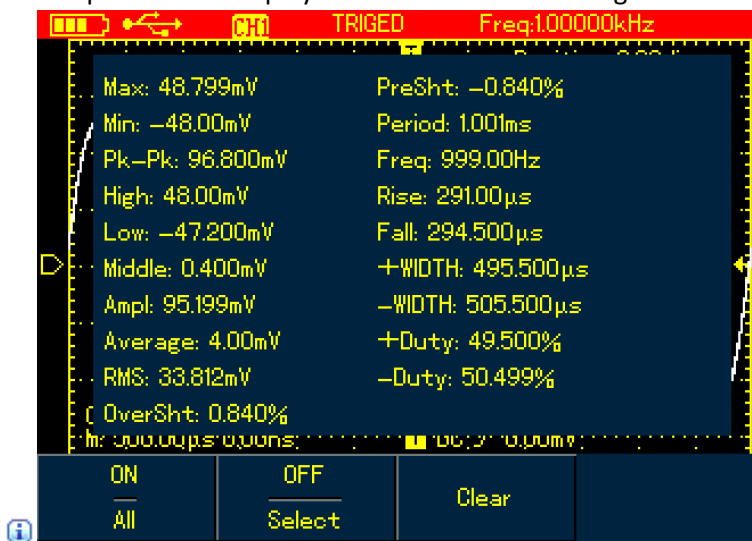 CH1 TRIGED Freq:1.00000kHz
Max: 48.799mV PreSht: –0.840%
Min: –48.00mV Period: 1.001ms
Pk–Pk: 96.800mV Freq: 999.00Hz
High: 48.00mV Rise: 291.00µs
Low: –47.200mV Fall: 294.500µs
Middle: 0.400mV +WIDTH: 495.500µs
Ampl: 95.199mV –WIDTH: 505.500µs
Average: 4.00mV +Duty: 49.500%
RMS: 33.812mV –Duty: 50.499%
OverSht: 0.840%
ON OFF Clear
All Select